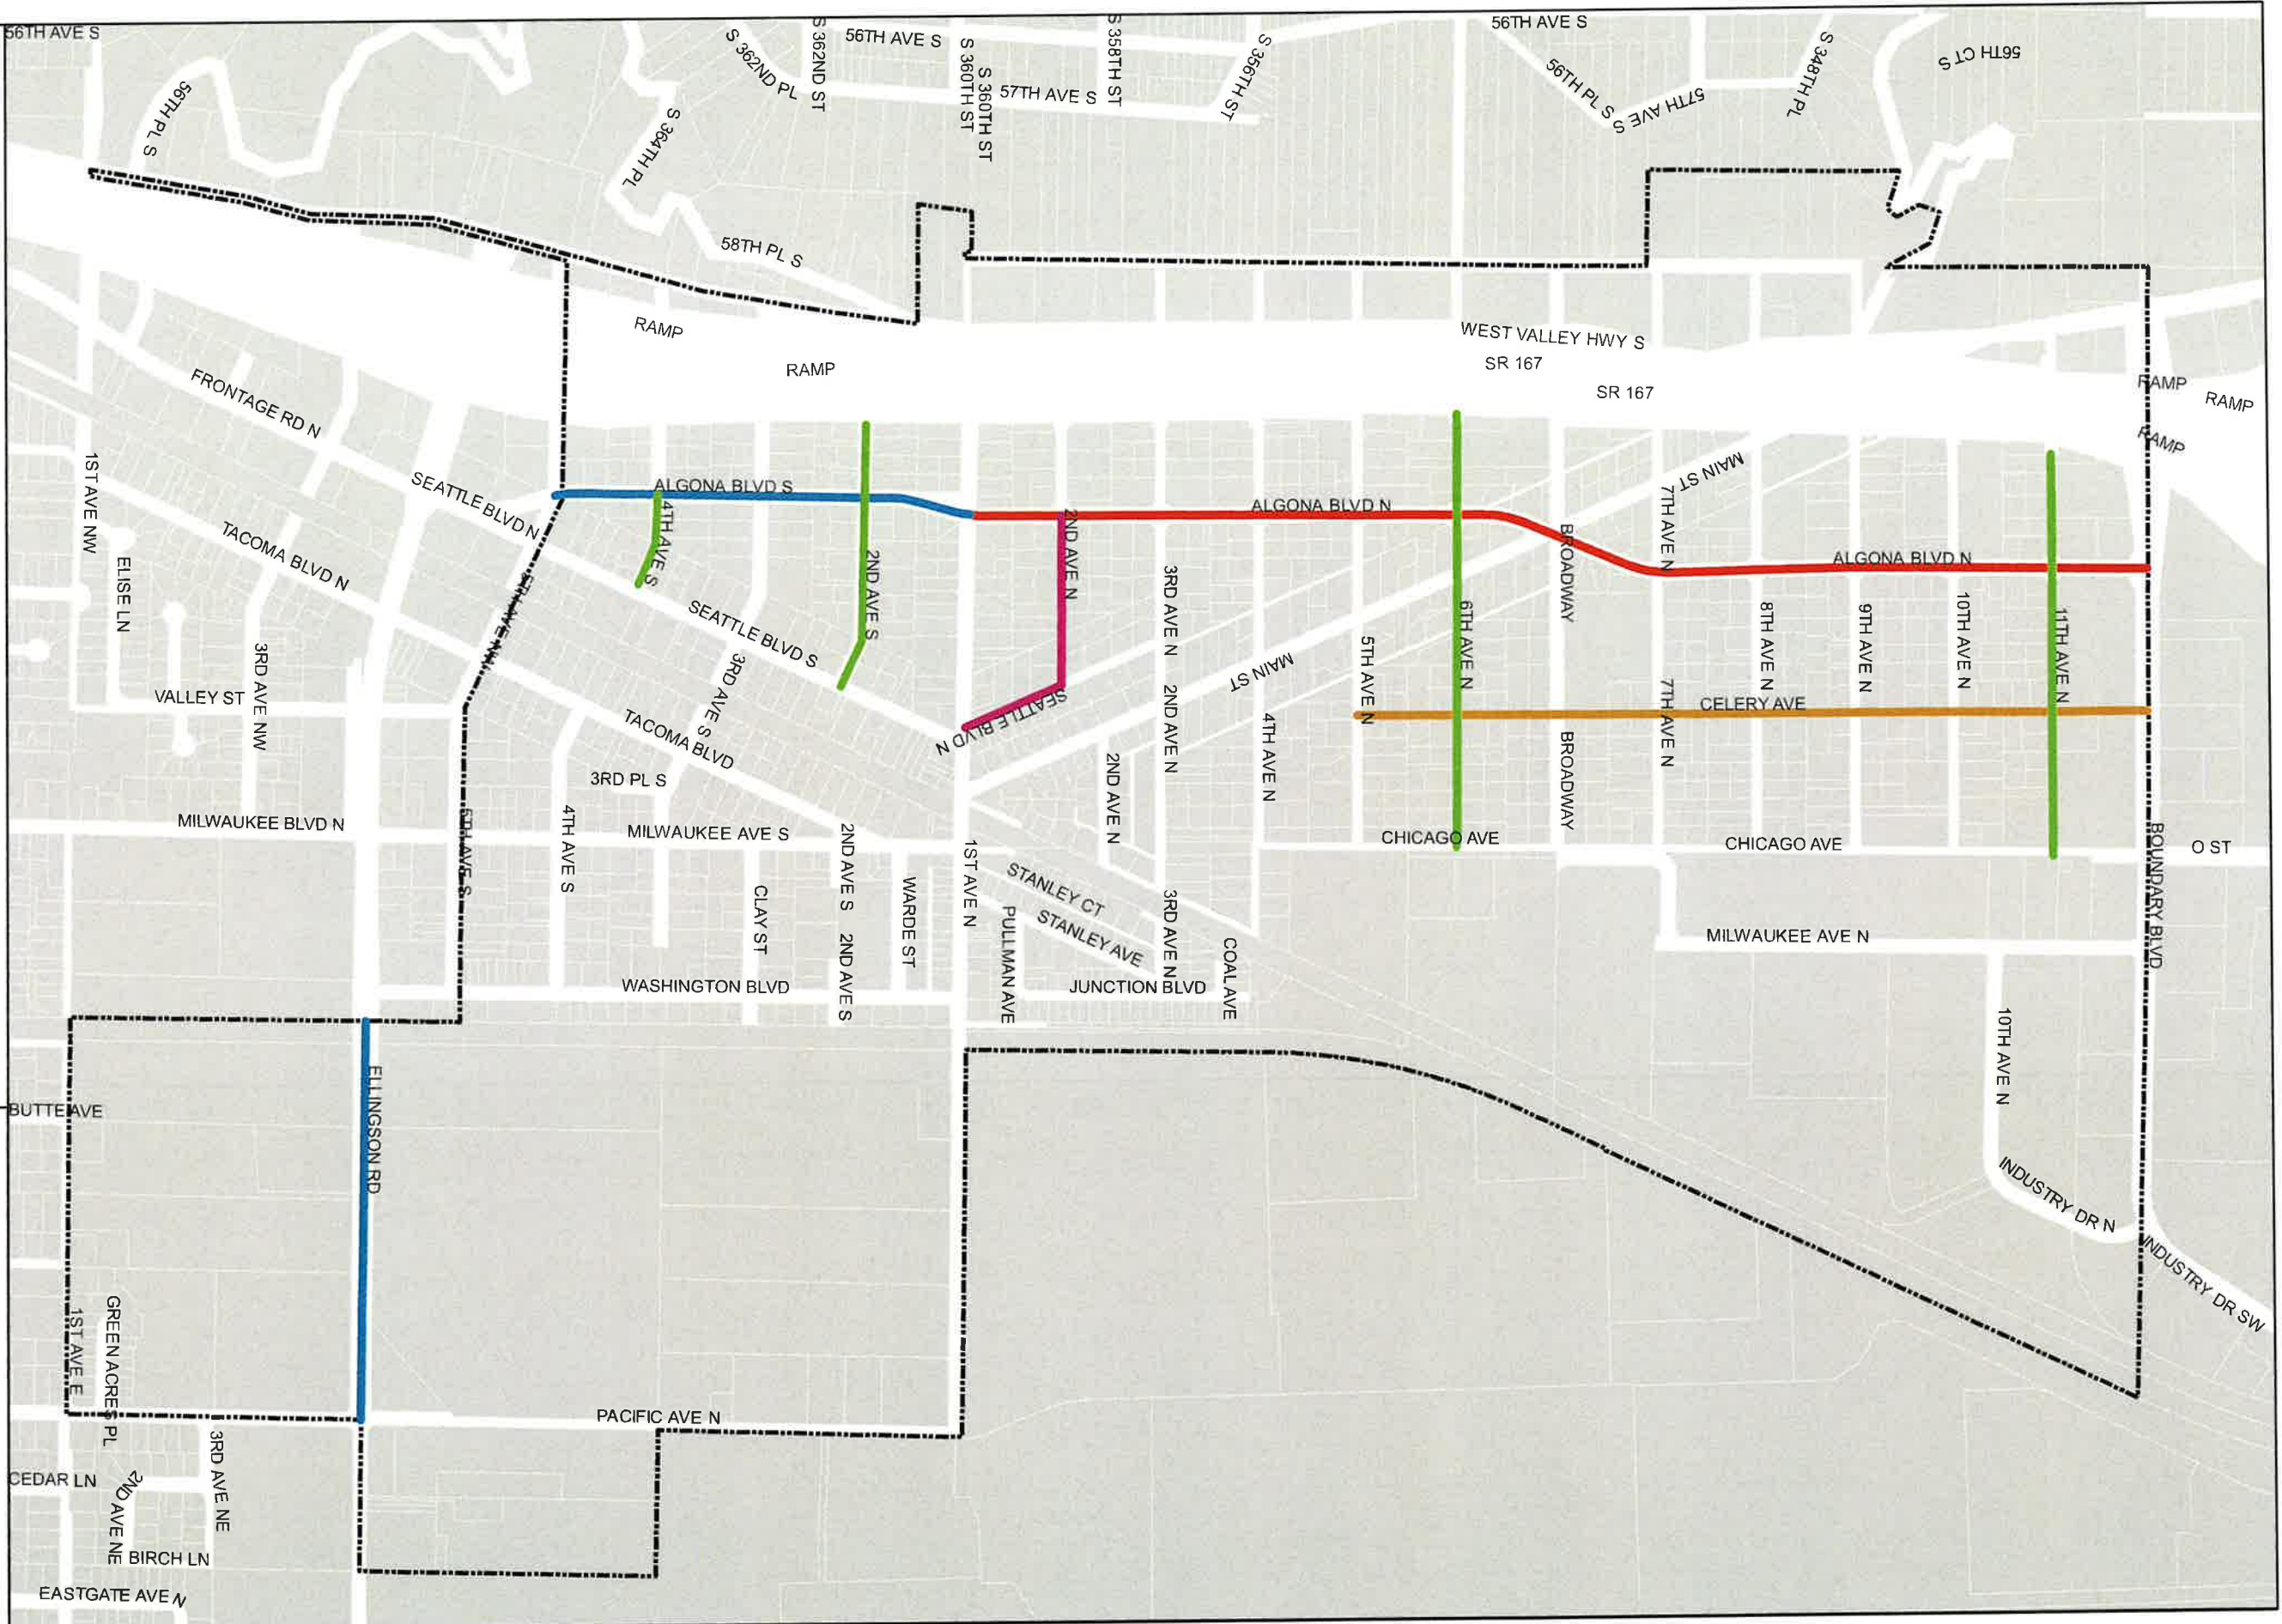 56TH AVE S
56TH PL S
S 364TH PL
S 362ND PL
S 362ND ST
56TH AVE S
S 360TH ST
S 360TH ST
57TH AVE S
S 358TH ST
S 356TH ST
56TH AVE S
56TH PL S
57TH AVE S
S 348TH PL
56TH CT S
58TH PL S
RAMP
RAMP
WEST VALLEY HWY S
SR 167
SR 167
RAMP
RAMP
RAMP
FRONTAGE RD N
SEATTLE BLVD N
1ST AVE NW
TACOMA BLVD N
ELISE LN
3RD AVE NW
VALLEY ST
MILWAUKEE BLVD N
5TH AVE NW
ALGONA BLVD S
4TH AVE S
2ND AVE S
SEATTLE BLVD S
3RD AVE S
TACOMA BLVD
3RD PL S
2ND AVE N
SEATTLE BLVD N
ALGONA BLVD N
3RD AVE N
2ND AVE N
MAIN ST
MAIN ST
4TH AVE N
5TH AVE N
6TH AVE N
BROADWAY
7TH AVE N
ALGONA BLVD N
8TH AVE N
9TH AVE N
10TH AVE N
11TH AVE N
CELERY AVE
7TH AVE N
BROADWAY
2ND AVE N
CHICAGO AVE
CHICAGO AVE
O ST
BOUNDARY BLVD
5TH AVE S
4TH AVE S
MILWAUKEE AVE S
CLAY ST
2ND AVE S
2ND AVE S
WARDE ST
1ST AVE N
STANLEY CT
STANLEY AVE
PULLMAN AVE
3RD AVE N
COAL AVE
JUNCTION BLVD
WASHINGTON BLVD
MILWAUKEE AVE N
10TH AVE N
INDUSTRY DR N
INDUSTRY DR SW
BUTTE AVE
ELLINGSON RD
1ST AVE E
GREENACRES PL
PACIFIC AVE N
CEDAR LN
2ND AVE NE
3RD AVE NE
BIRCH LN
EASTGATE AVE N